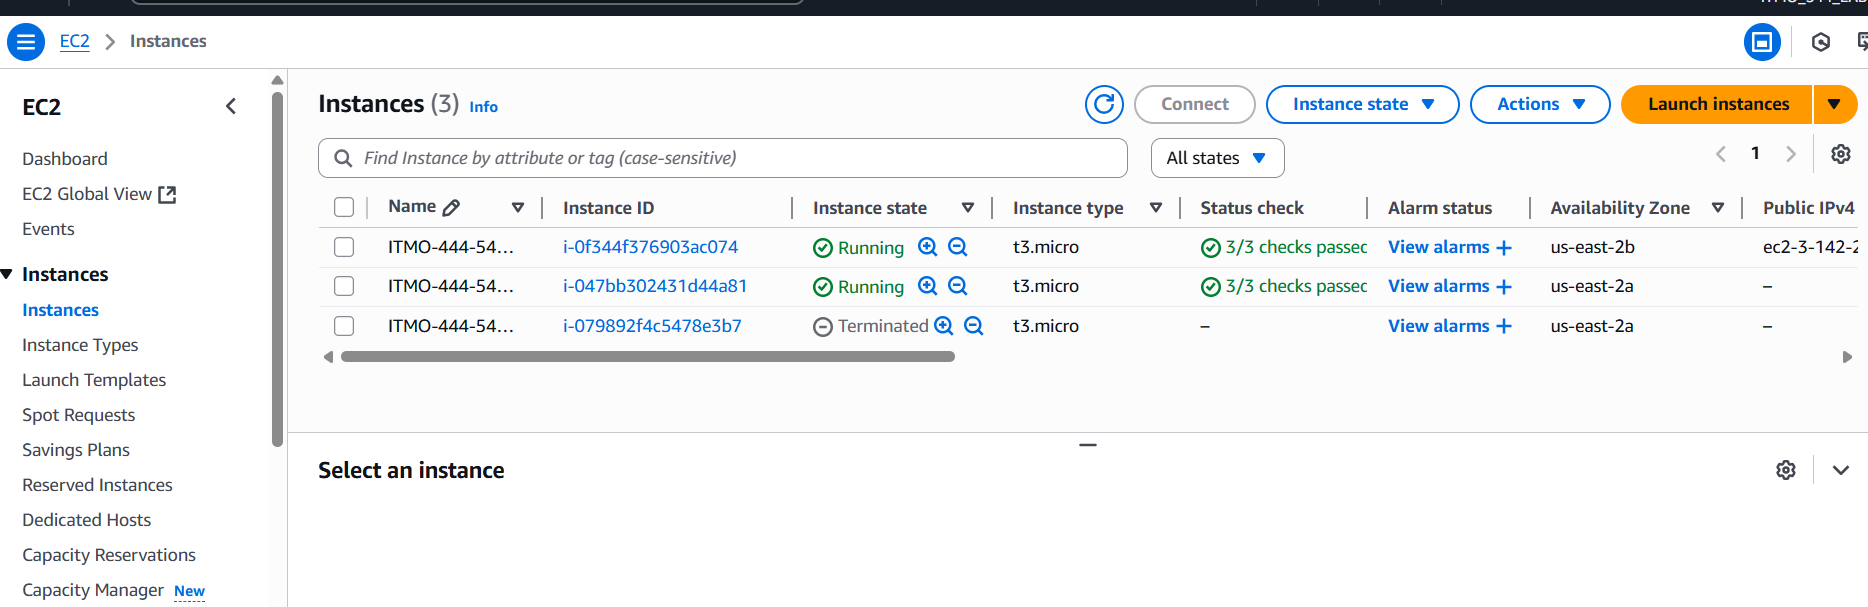 EC2 > Instances
EC2
Dashboard
EC2 Global View
Events
Instances
Instances
Instance Types
Launch Templates
Spot Requests
Savings Plans
Reserved Instances
Dedicated Hosts
Capacity Reservations
Capacity Manager New
Instances (3) Info
Connect Instance state Actions Launch instances
Find Instance by attribute or tag (case-sensitive) All states 1
Name Instance ID Instance state Instance type Status check Alarm status Availability Zone Public IPv4
ITMO-444-54... i-0f344f376903ac074 Running t3.micro 3/3 checks passed View alarms + us-east-2b ec2-3-142-2
ITMO-444-54... i-047bb302431d44a81 Running t3.micro 3/3 checks passed View alarms + us-east-2a –
ITMO-444-54... i-079892f4c5478e3b7 Terminated t3.micro – View alarms + us-east-2a –
Select an instance